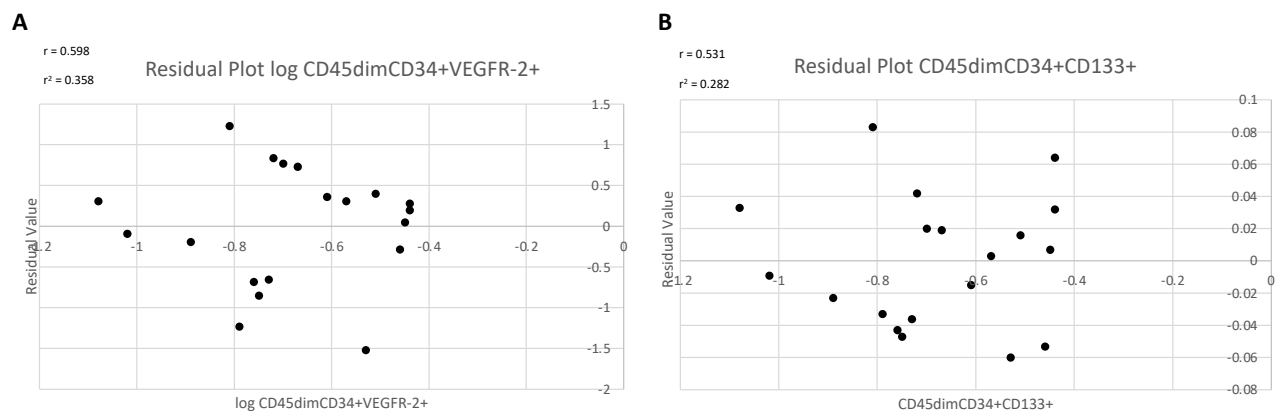 A
r = 0.598
r² = 0.358
Residual Plot log CD45dimCD34+VEGFR-2+
1.5
1
0.5
0
-0.5
-1
-1.5
-2
-1.2
-1
-0.8
-0.6
-0.4
-0.2
0
Residual Value
log CD45dimCD34+VEGFR-2+
B
r = 0.531
r² = 0.282
Residual Plot CD45dimCD34+CD133+
0.1
0.08
0.06
0.04
0.02
0
-0.02
-0.04
-0.06
-0.08
-1.2
-1
-0.8
-0.6
-0.4
-0.2
0
Residual Value
CD45dimCD34+CD133+